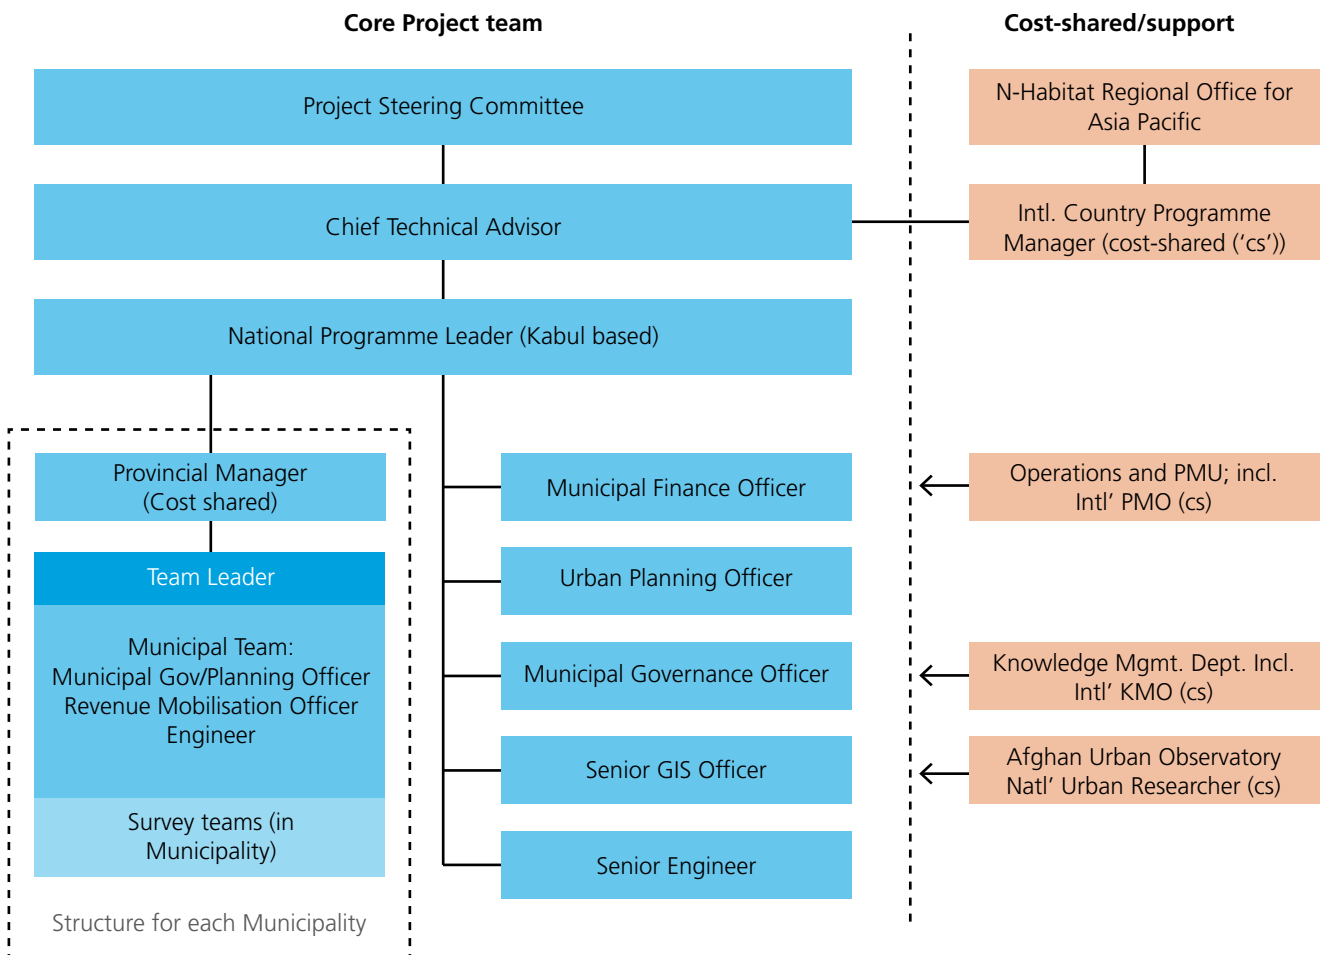 Core Project team
Cost-shared/support
Project Steering Committee
N-Habitat Regional Office for
Asia Pacific
Chief Technical Advisor
Intl. Country Programme
Manager (cost-shared (‘cs’))
National Programme Leader (Kabul based)
Provincial Manager
(Cost shared)
Team Leader
Municipal Team:
Municipal Gov/Planning Officer
Revenue Mobilisation Officer
Engineer
Survey teams (in
Municipality)
Structure for each Municipality
Municipal Finance Officer
Urban Planning Officer
Municipal Governance Officer
Senior GIS Officer
Senior Engineer
Operations and PMU; incl.
Intl’ PMO (cs)
Knowledge Mgmt. Dept. Incl.
Intl’ KMO (cs)
Afghan Urban Observatory
Natl’ Urban Researcher (cs)